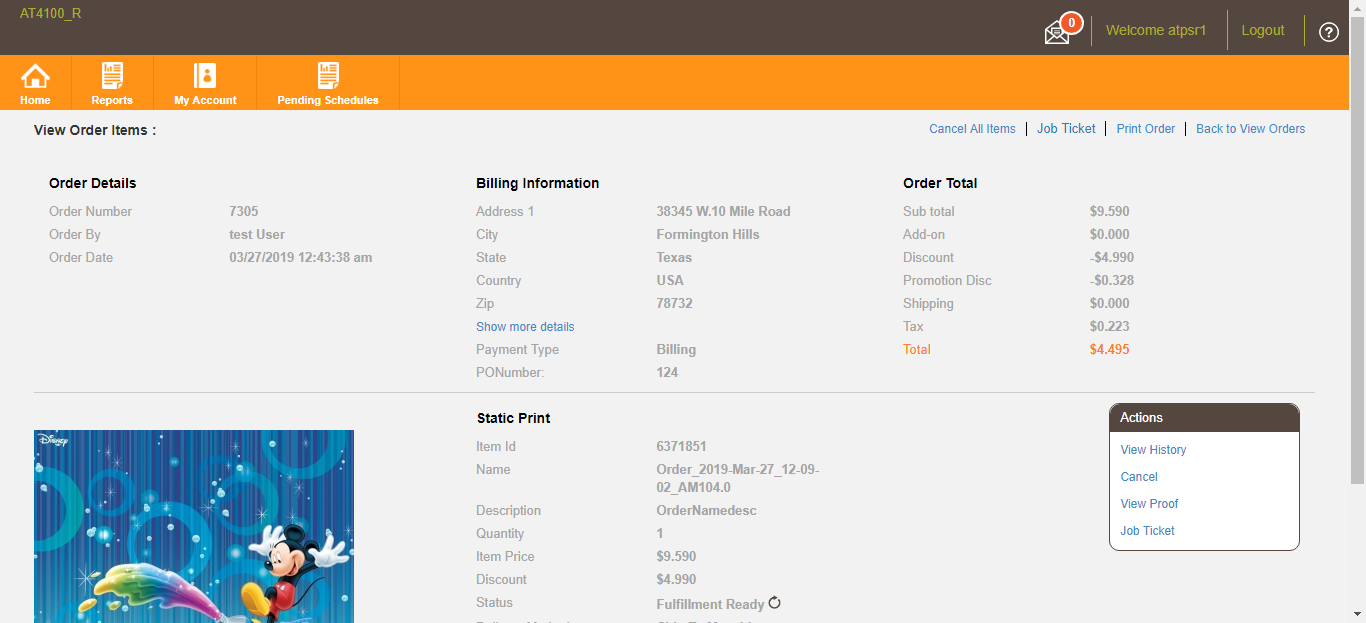 AT4100_R
0
Welcome atpsr1
Logout
?
Home
Reports
My Account
Pending Schedules
View Order Items :
Cancel All Items
Job Ticket
Print Order
Back to View Orders
Order Details
Order Number 7305
Order By test User
Order Date 03/27/2019 12:43:38 am
Billing Information
Address 1 38345 W.10 Mile Road
City Formington Hills
State Texas
Country USA
Zip 78732
Show more details
Payment Type Billing
PONumber: 124
Order Total
Sub total $9.590
Add-on $0.000
Discount -$4.990
Promotion Disc -$0.328
Shipping $0.000
Tax $0.223
Total $4.495
Disney
Static Print
Item Id 6371851
Name Order_2019-Mar-27_12-09-
02_AM104.0
Description OrderNamedesc
Quantity 1
Item Price $9.590
Discount $4.990
Status Fulfillment Ready
Actions
View History
Cancel
View Proof
Job Ticket